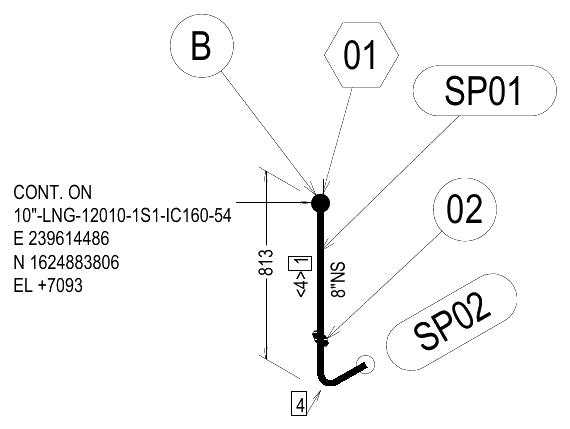 B
01
SP01
CONT. ON
10"-LNG-12010-1S1-IC160-54
E 239614486
N 1624883806
EL +7093
02
813
<4> 1
8"NS
SP02
4